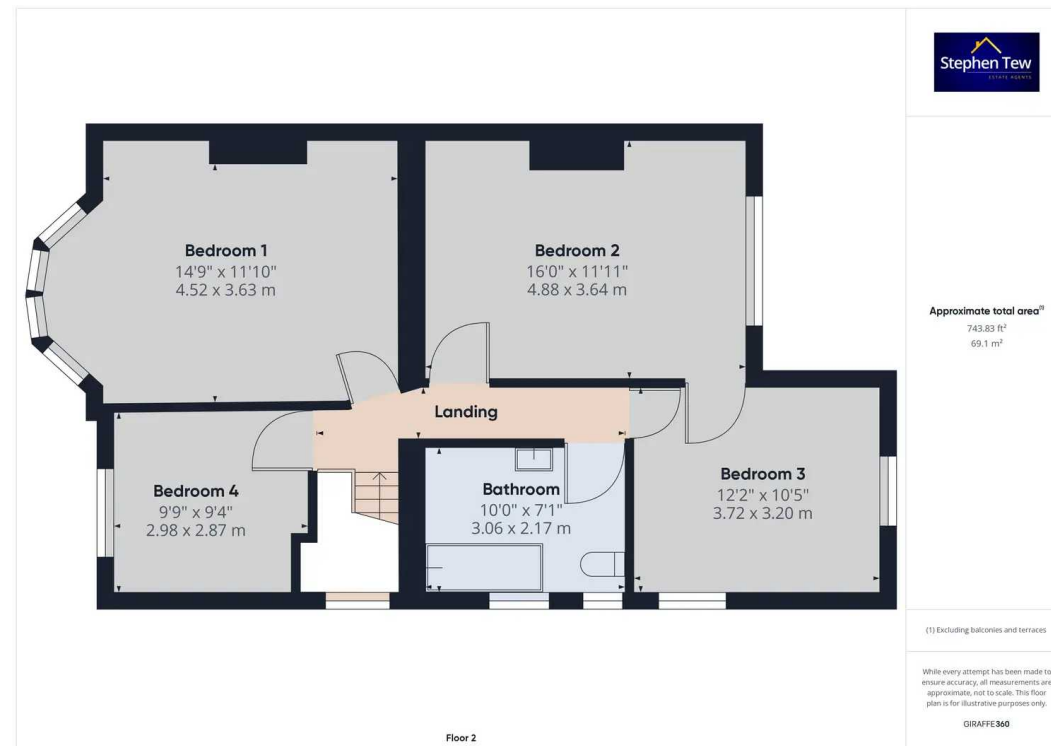 Stephen Tew
ESTATE AGENTS
Bedroom 1
14'9" x 11'10"
4.52 x 3.63 m
Bedroom 2
16'0" x 11'11"
4.88 x 3.64 m
Landing
Bedroom 4
9'9" x 9'4"
2.98 x 2.87 m
Bathroom
10'0" x 7'1"
3.06 x 2.17 m
Bedroom 3
12'2" x 10'5"
3.72 x 3.20 m
Floor 2
Approximate total area⁽¹⁾
743.83 ft²
69.1 m²
(1) Excluding balconies and terraces
While every attempt has been made to
ensure accuracy, all measurements are
approximate, not to scale. This floor
plan is for illustrative purposes only.
GIRAFFE360